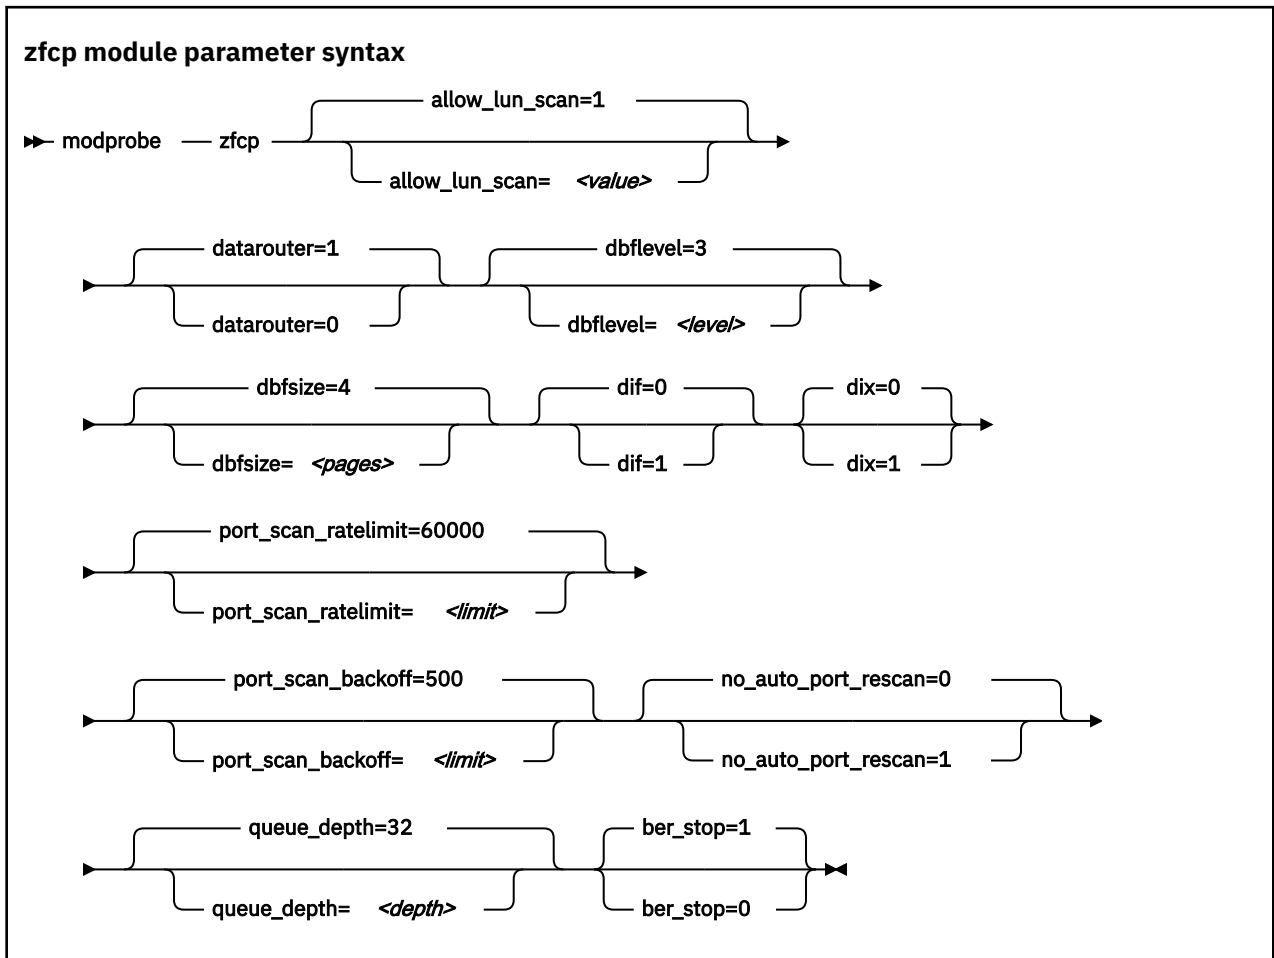 zfcp module parameter syntax
allow_lun_scan=1
modprobe zfcp
allow_lun_scan= <value>
datarouter=1 dbflevel=3
datarouter=0 dbflevel= <level>
dbfsize=4 dif=0 dix=0
dbfsize= <pages> dif=1 dix=1
port_scan_ratelimit=60000
port_scan_ratelimit= <limit>
port_scan_backoff=500 no_auto_port_rescan=0
port_scan_backoff= <limit> no_auto_port_rescan=1
queue_depth=32 ber_stop=1
queue_depth= <depth> ber_stop=0